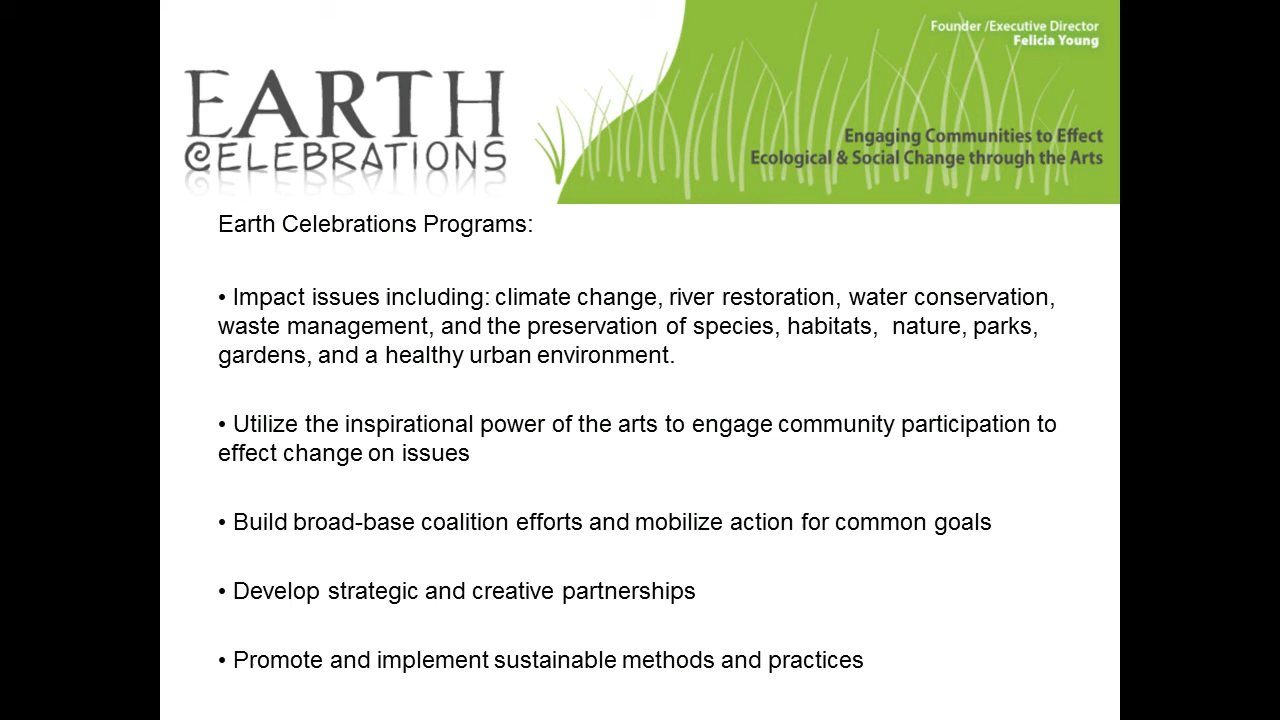 Founder /Executive Director
Felicia Young
EARTH
CELEBRATIONS
Engaging Communities to Effect
Ecological & Social Change through the Arts
Earth Celebrations Programs:
• Impact issues including: climate change, river restoration, water conservation,
waste management, and the preservation of species, habitats,  nature, parks,
gardens, and a healthy urban environment.
• Utilize the inspirational power of the arts to engage community participation to
effect change on issues
• Build broad-base coalition efforts and mobilize action for common goals
• Develop strategic and creative partnerships
• Promote and implement sustainable methods and practices